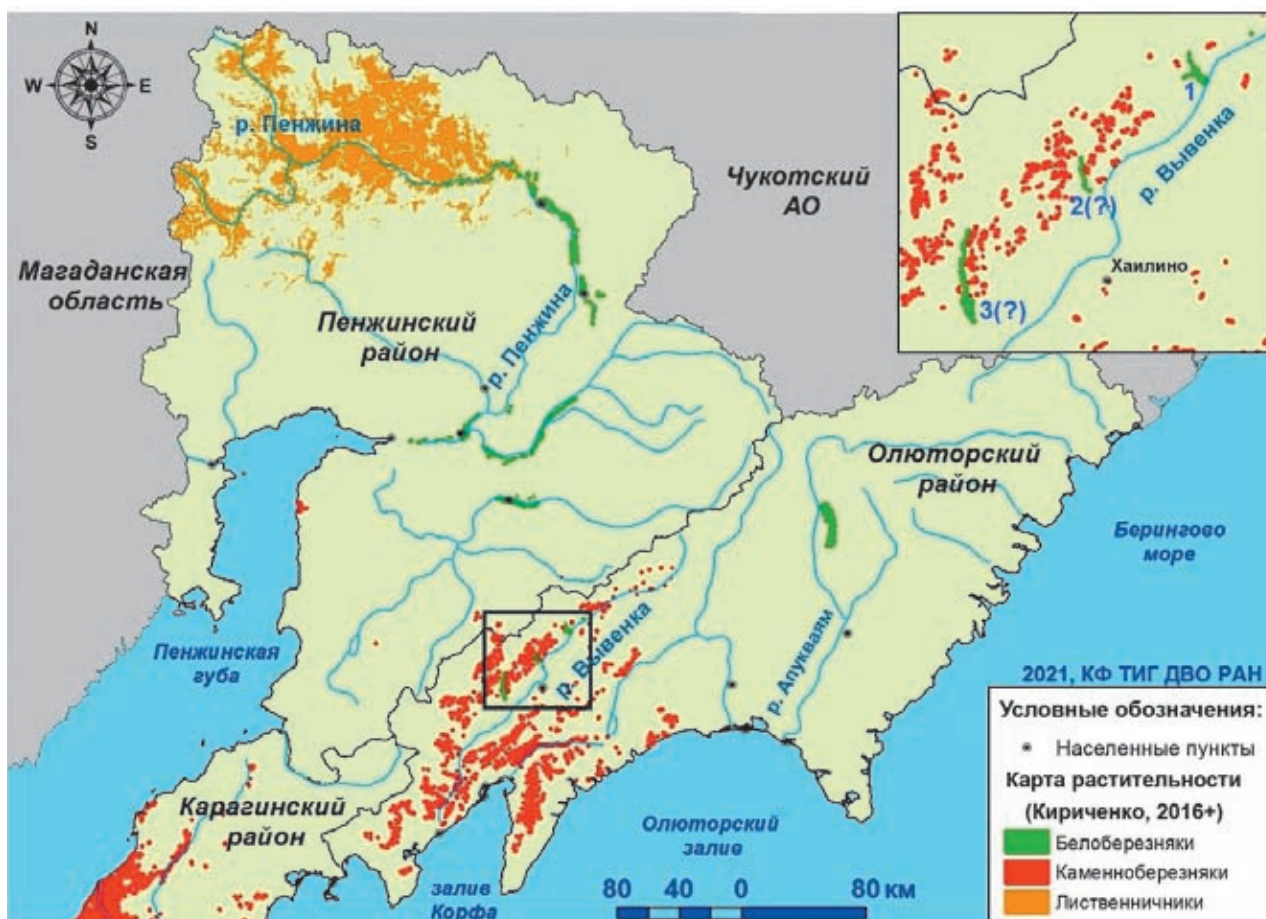 N
W
E
S
р. Пенжина
Чукотский
АО
Магаданская
область
Пенжинский
район
р. Пенжина
1
р. Вывенка
2(?)
Хаилино
3(?)
Олюторский
район
Берингово
море
Пенжинская
губа
р. Вывенка
р. Апукваям
Карагинский
район
Олюторский
залив
залив
Корфа
80 40 0 80 км
2021, КФ ТИГ ДВО РАН
Условные обозначения:
Населенные пункты
Карта растительности
(Кириченко, 2016+)
Белоберезняки
Каменноберезняки
Лиственничники